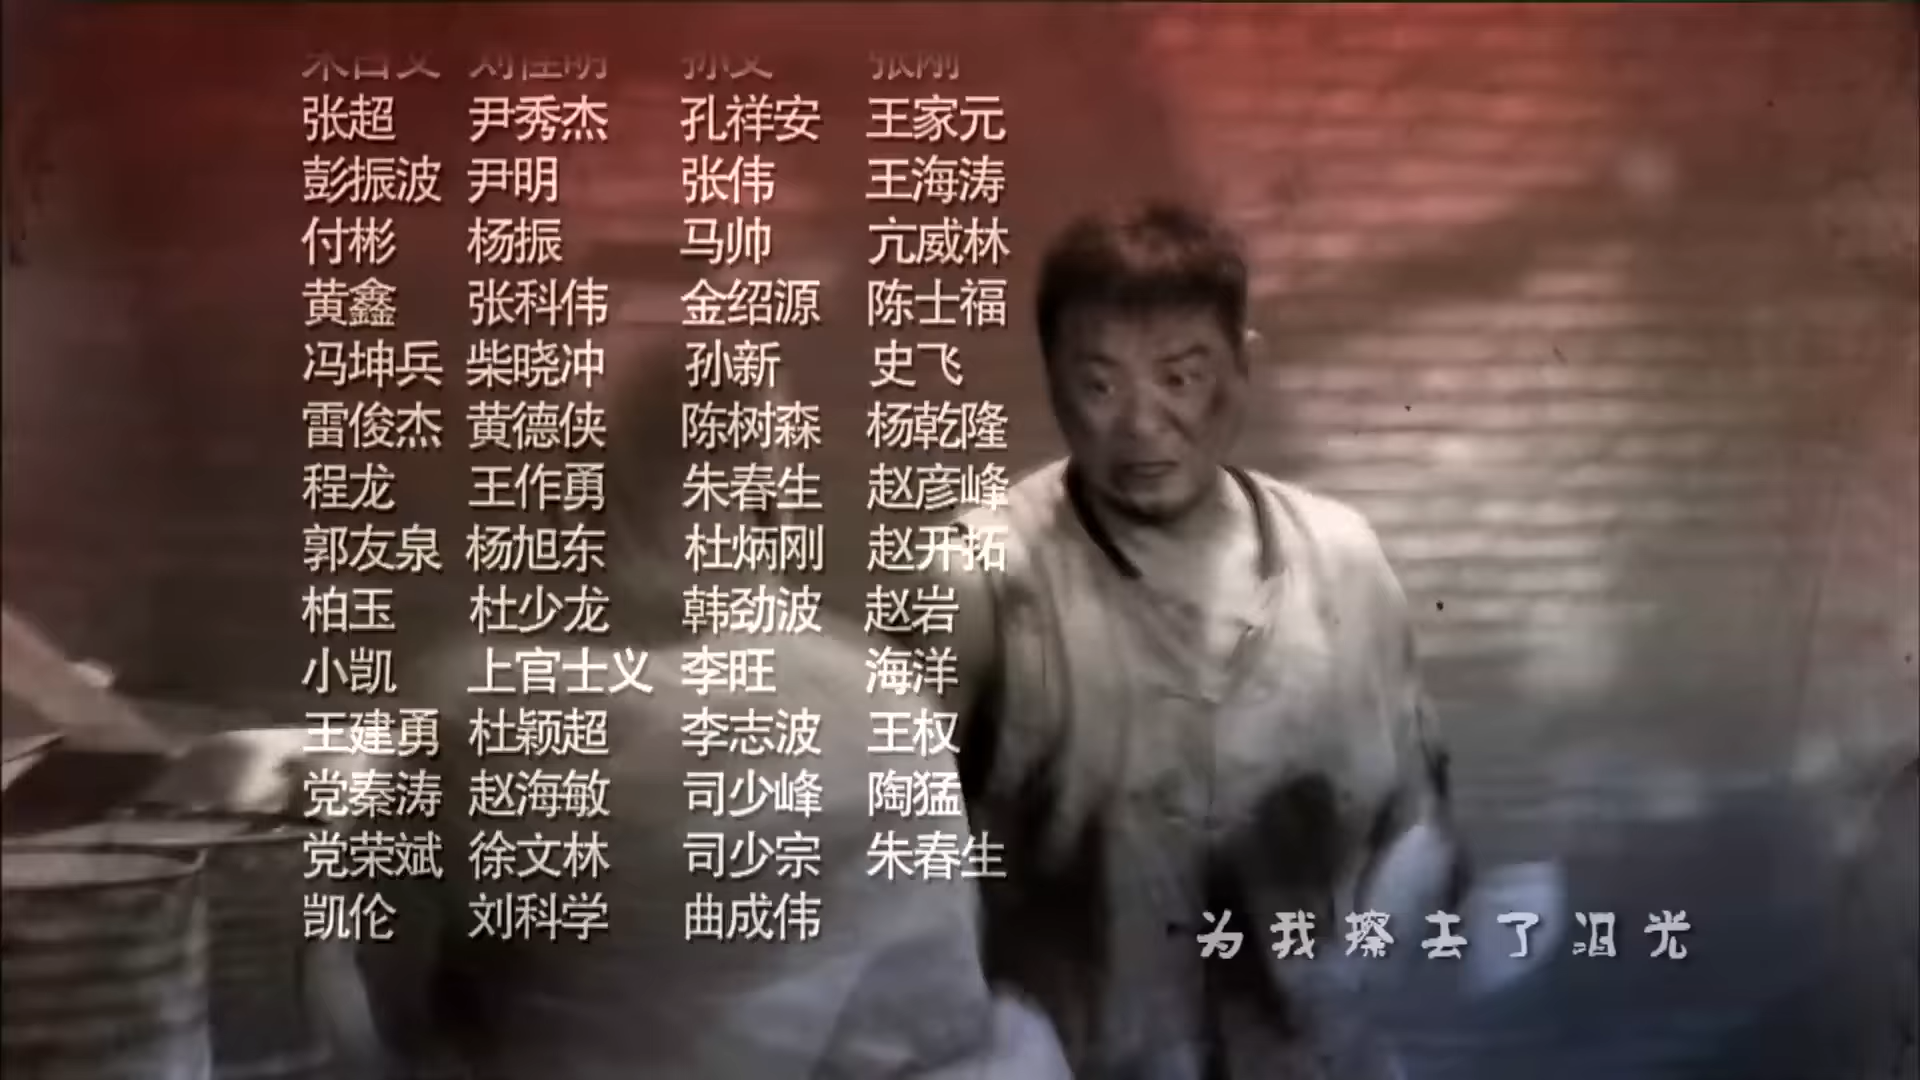 张超 尹秀杰 孔祥安 王家元
彭振波 尹明 张伟 王海涛
付彬 杨振 马帅 亢威林
黄鑫 张科伟 金绍源 陈士福
冯坤兵 柴晓冲 孙新 史飞
雷俊杰 黄德侠 陈树森 杨乾隆
程龙 王作勇 朱春生 赵彦峰
郭友泉 杨旭东 杜炳刚 赵开拓
柏玉 杜少龙 韩劲波 赵岩
小凯 上官士义 李旺 海洋
王建勇 杜颖超 李志波 王权
党秦涛 赵海敏 司少峰 陶猛
党荣斌 徐文林 司少宗 朱春生
凯伦 刘科学 曲成伟
为我擦去了泪光